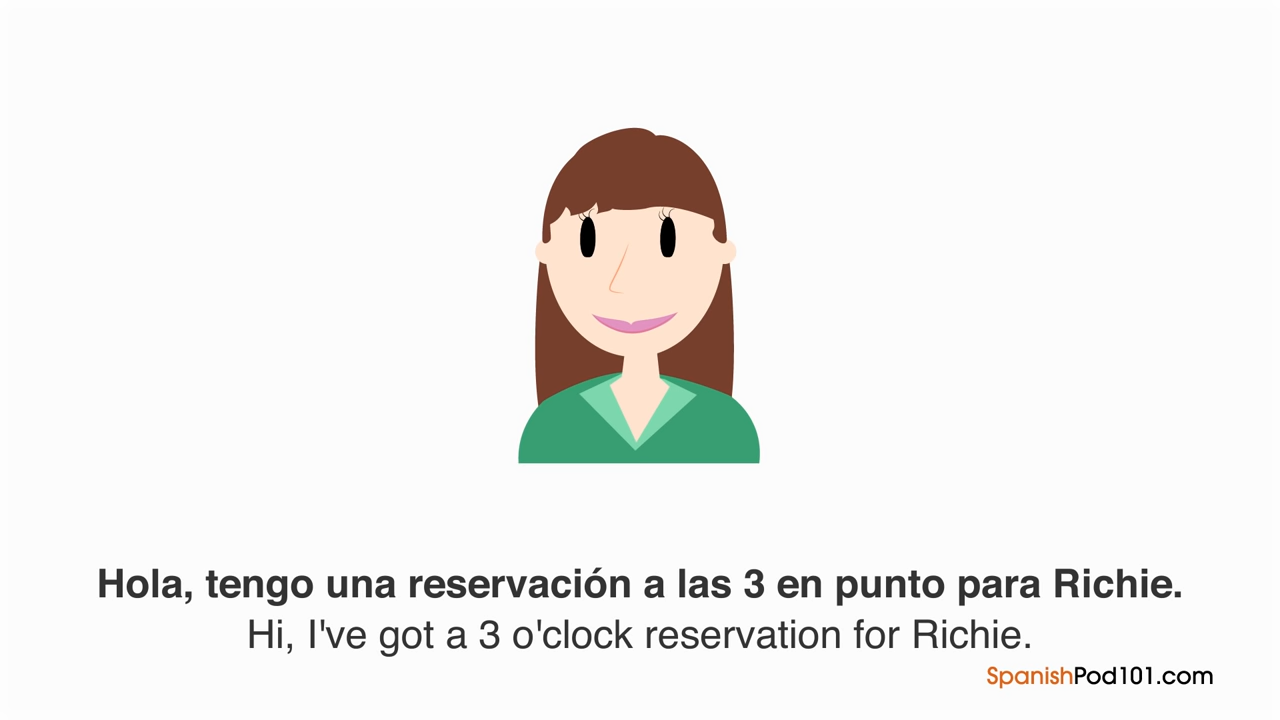 Hola, tengo una reservación a las 3 en punto para Richie.
Hi, I've got a 3 o'clock reservation for Richie.
SpanishPod101.com